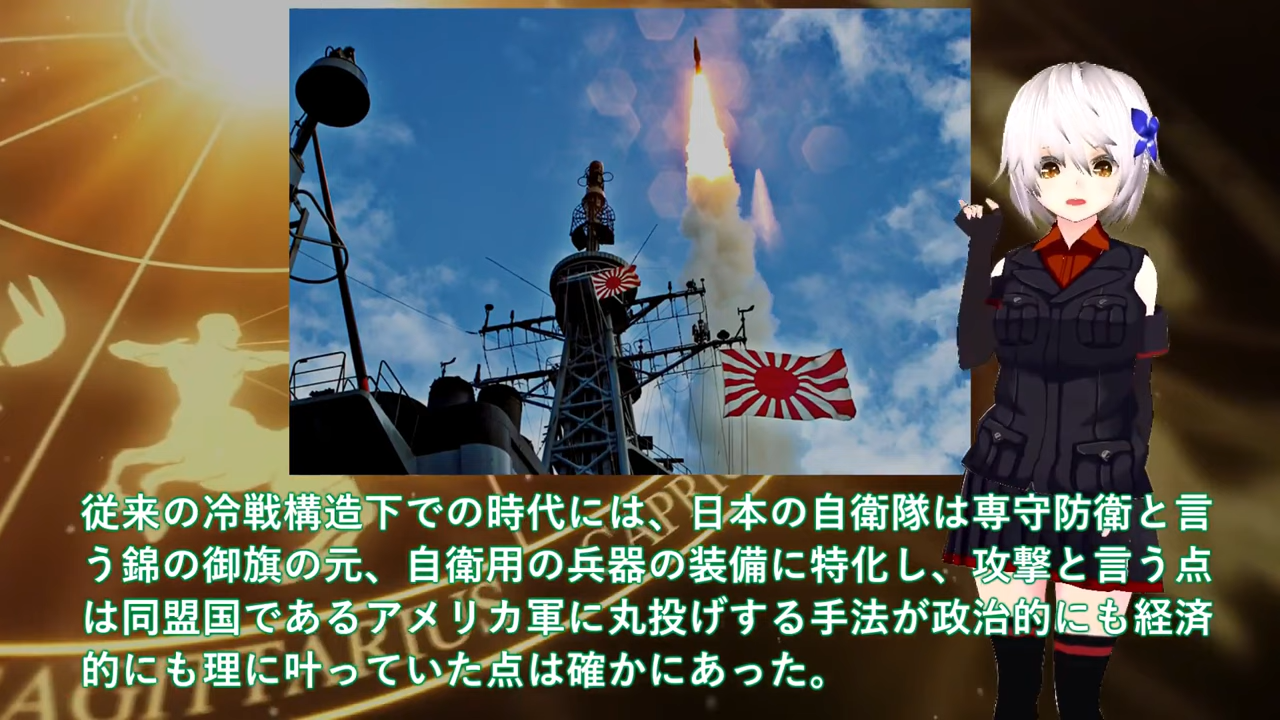 従来の冷戦構造下での時代には、日本の自衛隊は専守防衛と言
う錦の御旗の元、自衛用の兵器の装備に特化し、攻撃と言う点
は同盟国であるアメリカ軍に丸投げする手法が政治的にも経済
的にも理に叶っていた点は確かにあった。
SAGITTARIUS
CAPRIC